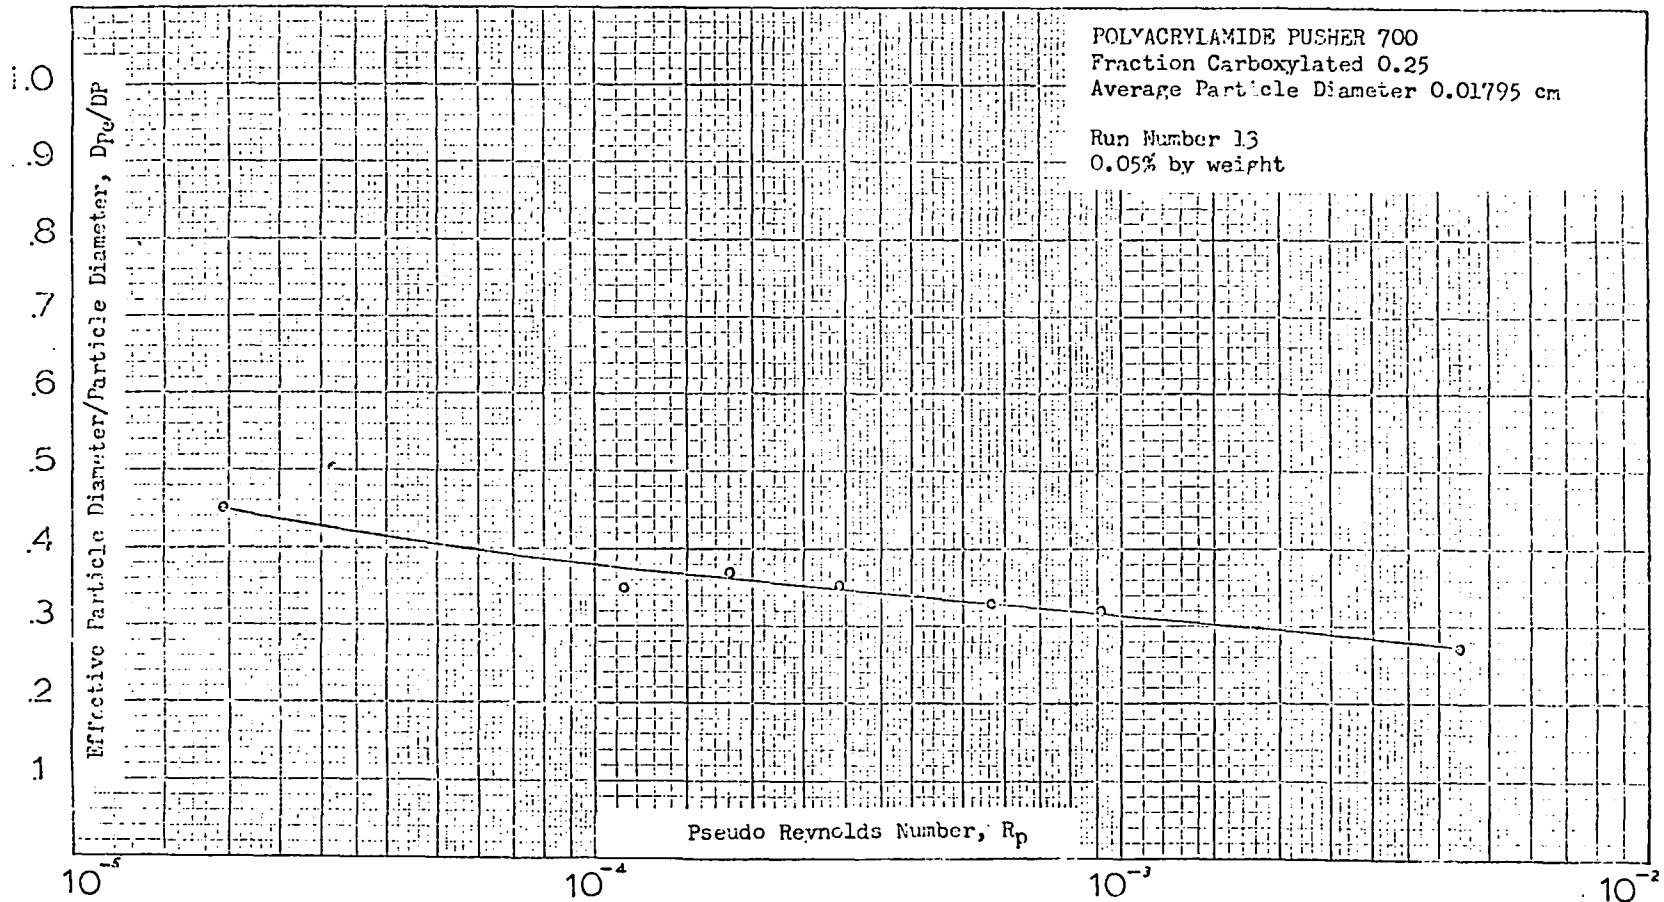 POLYACRYLAMIDE PUSHER 700
Fraction Carboxylated 0.25
Average Particle Diameter 0.01795 cm
Run Number 13
0.05% by weight
Effective Particle Diameter/Particle Diameter, Dpe/DP
1.0
.9
.8
.7
.6
.5
.4
.3
.2
.1
Pseudo Reynolds Number, Rp
10⁻⁵ 10⁻⁴ 10⁻³ 10⁻²